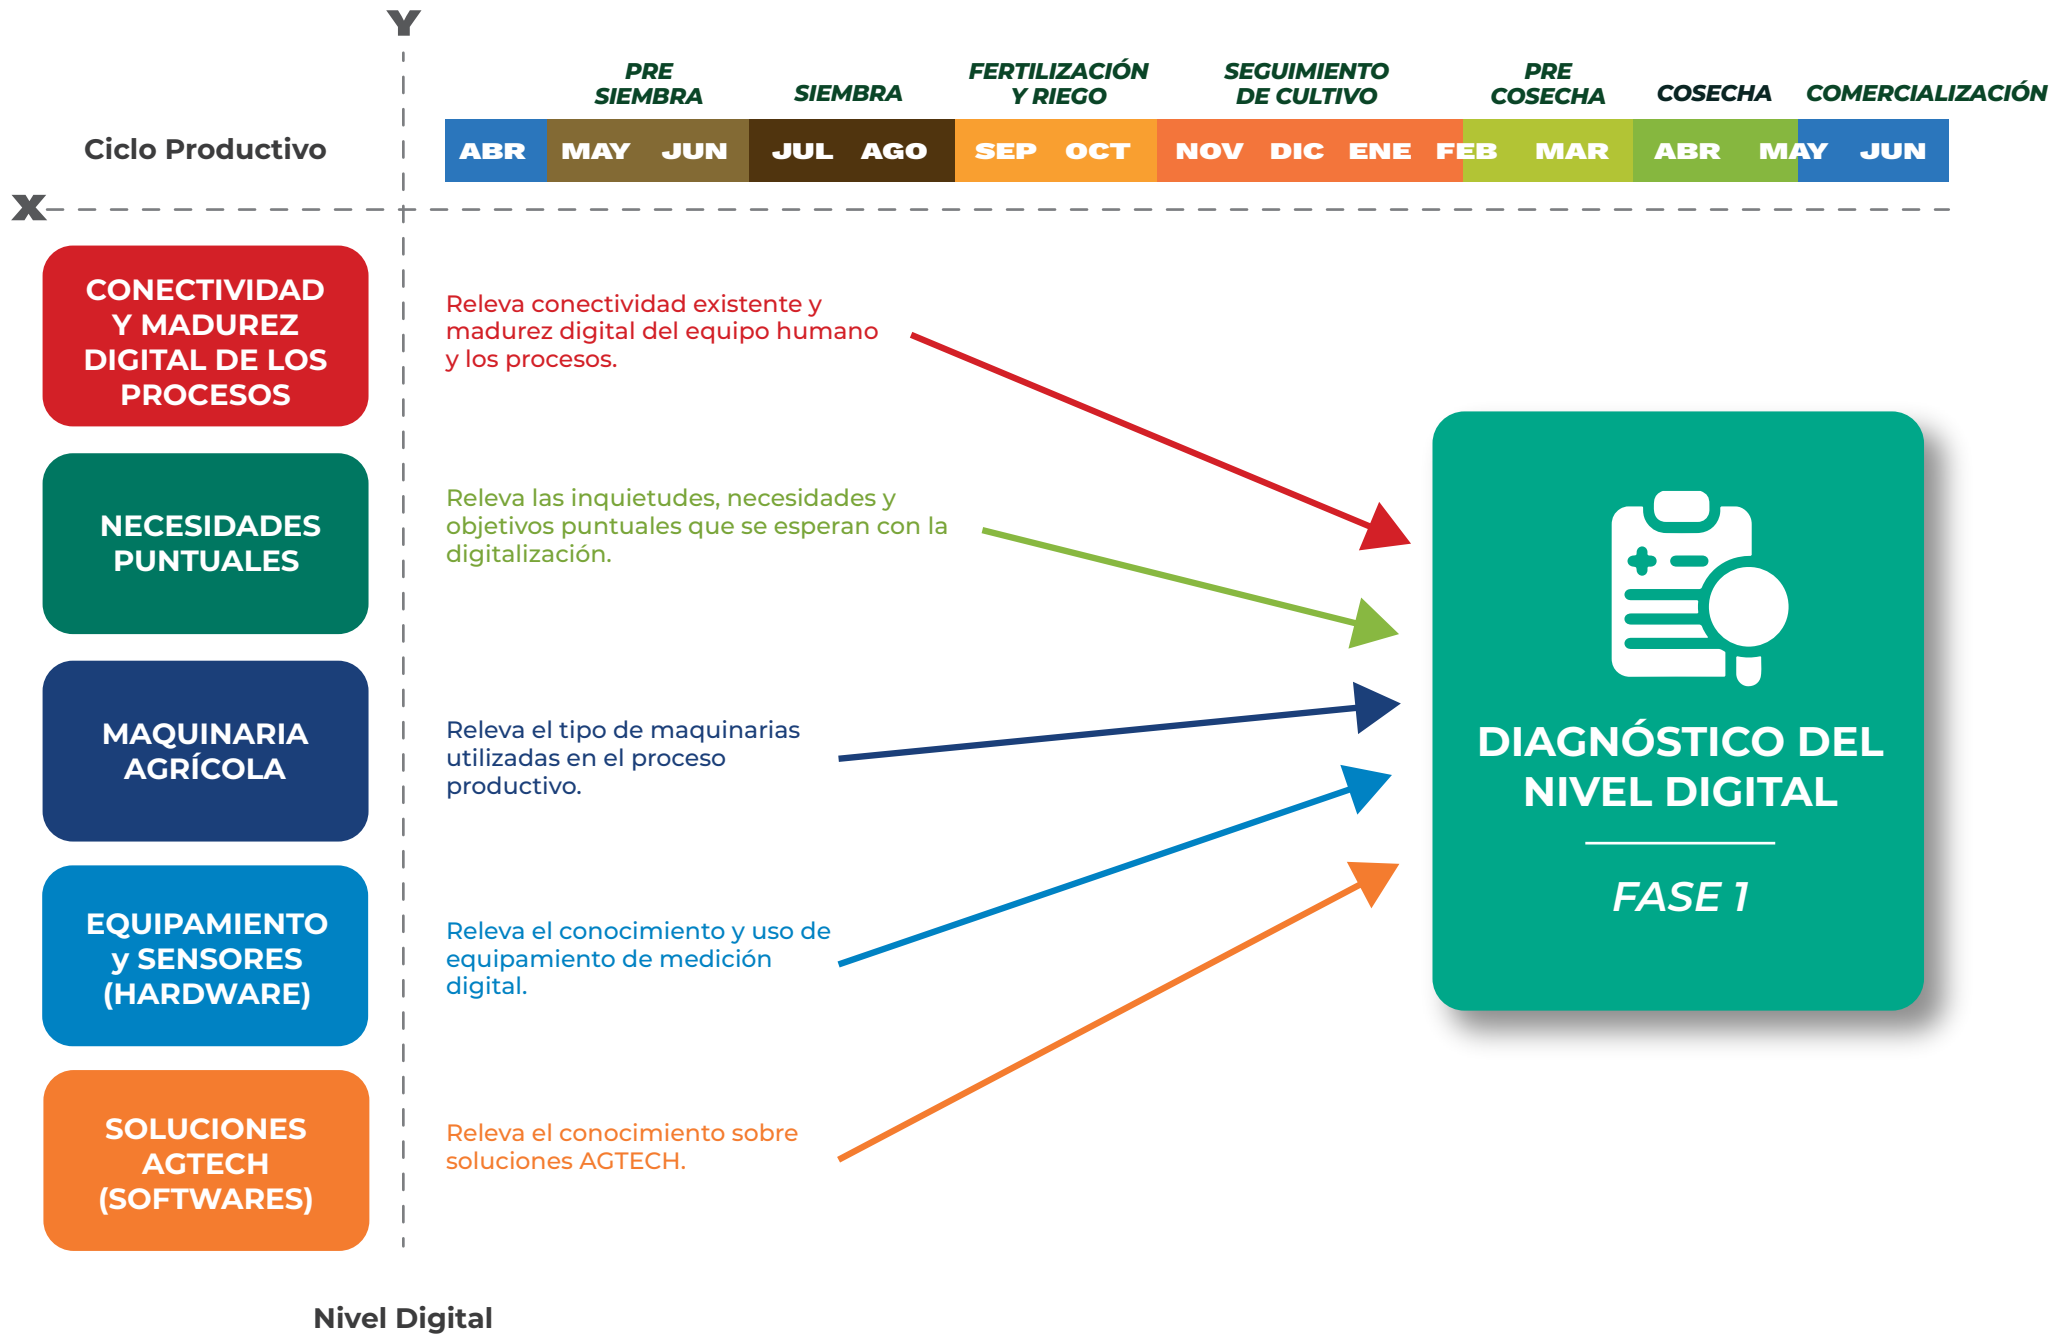 Y
PRE
SIEMBRA
SIEMBRA
FERTILIZACIÓN
Y RIEGO
SEGUIMIENTO
DE CULTIVO
PRE
COSECHA
COSECHA
COMERCIALIZACIÓN
Ciclo Productivo
ABR MAY JUN JUL AGO SEP OCT NOV DIC ENE FEB MAR ABR MAY JUN
X
CONECTIVIDAD
Y MADUREZ
DIGITAL DE LOS
PROCESOS
Releva conectividad existente y
madurez digital del equipo humano
y los procesos.
NECESIDADES
PUNTUALES
Releva las inquietudes, necesidades y
objetivos puntuales que se esperan con la
digitalización.
MAQUINARIA
AGRÍCOLA
Releva el tipo de maquinarias
utilizadas en el proceso
productivo.
EQUIPAMIENTO
y SENSORES
(HARDWARE)
Releva el conocimiento y uso de
equipamiento de medición
digital.
SOLUCIONES
AGTECH
(SOFTWARES)
Releva el conocimiento sobre
soluciones AGTECH.
DIAGNÓSTICO DEL
NIVEL DIGITAL
FASE 1
Nivel Digital